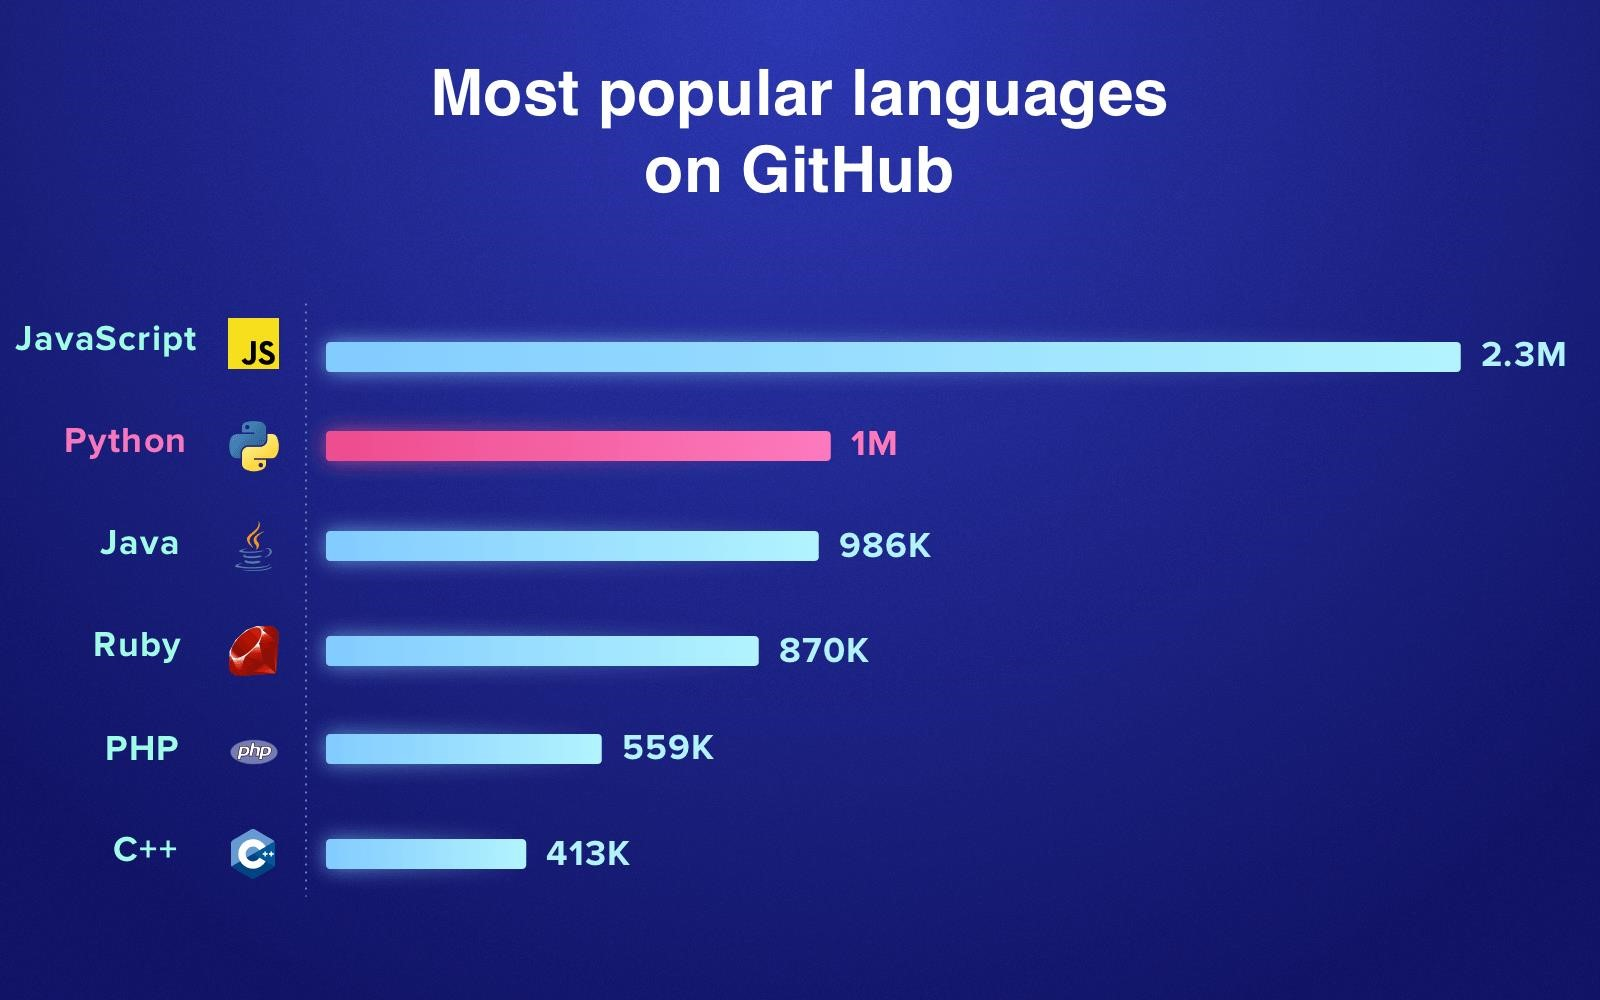 Most popular languages
on GitHub
JavaScript JS 2.3M
Python 1M
Java 986K
Ruby 870K
PHP php 559K
C++ C++ 413K